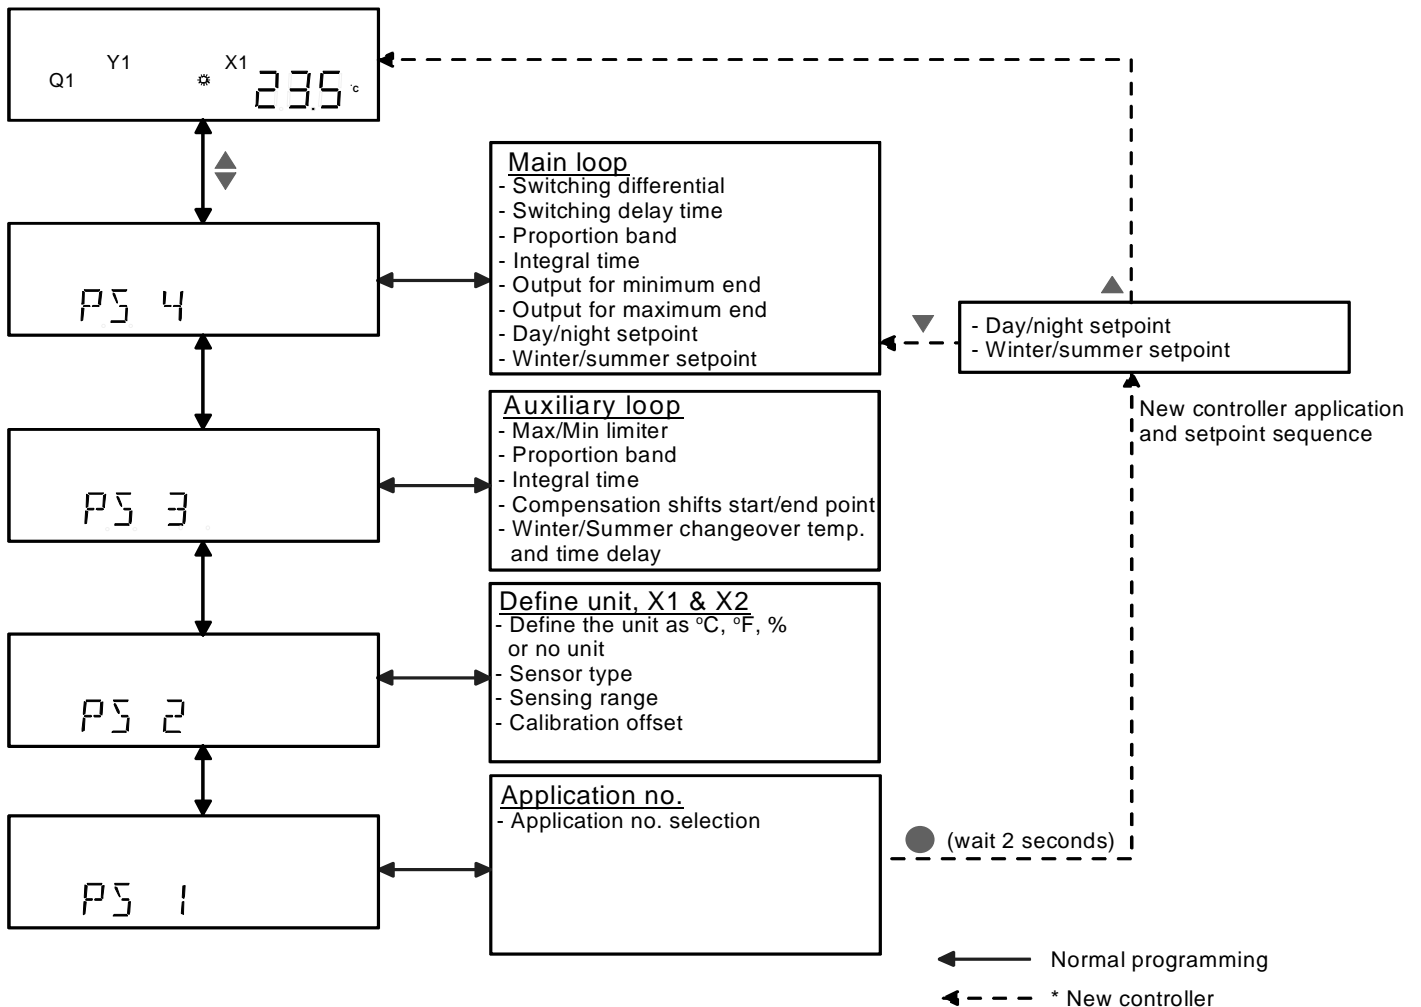 Q1 Y1 X1 23.5 °C
PS 4
Main loop
- Switching differential
- Switching delay time
- Proportion band
- Integral time
- Output for minimum end
- Output for maximum end
- Day/night setpoint
- Winter/summer setpoint
- Day/night setpoint
- Winter/summer setpoint
New controller application
and setpoint sequence
PS 3
Auxiliary loop
- Max/Min limiter
- Proportion band
- Integral time
- Compensation shifts start/end point
- Winter/Summer changeover temp.
and time delay
PS 2
Define unit, X1 & X2
- Define the unit as °C, °F, %
or no unit
- Sensor type
- Sensing range
- Calibration offset
PS 1
Application no.
- Application no. selection
(wait 2 seconds)
Normal programming
* New controller